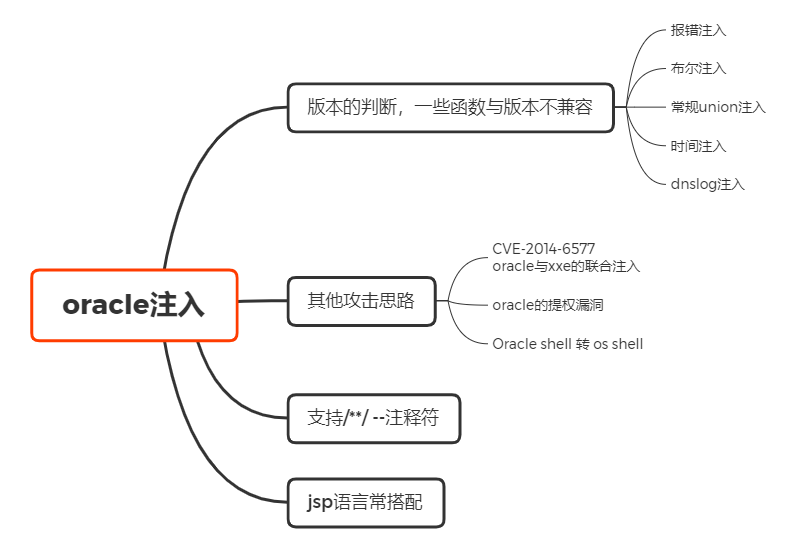 oracle注入
版本的判断，一些函数与版本不兼容
报错注入
布尔注入
常规union注入
时间注入
dnslog注入
其他攻击思路
CVE-2014-6577
oracle与xxe的联合注入
oracle的提权漏洞
Oracle shell 转 os shell
支持/**/ --注释符
jsp语言常搭配